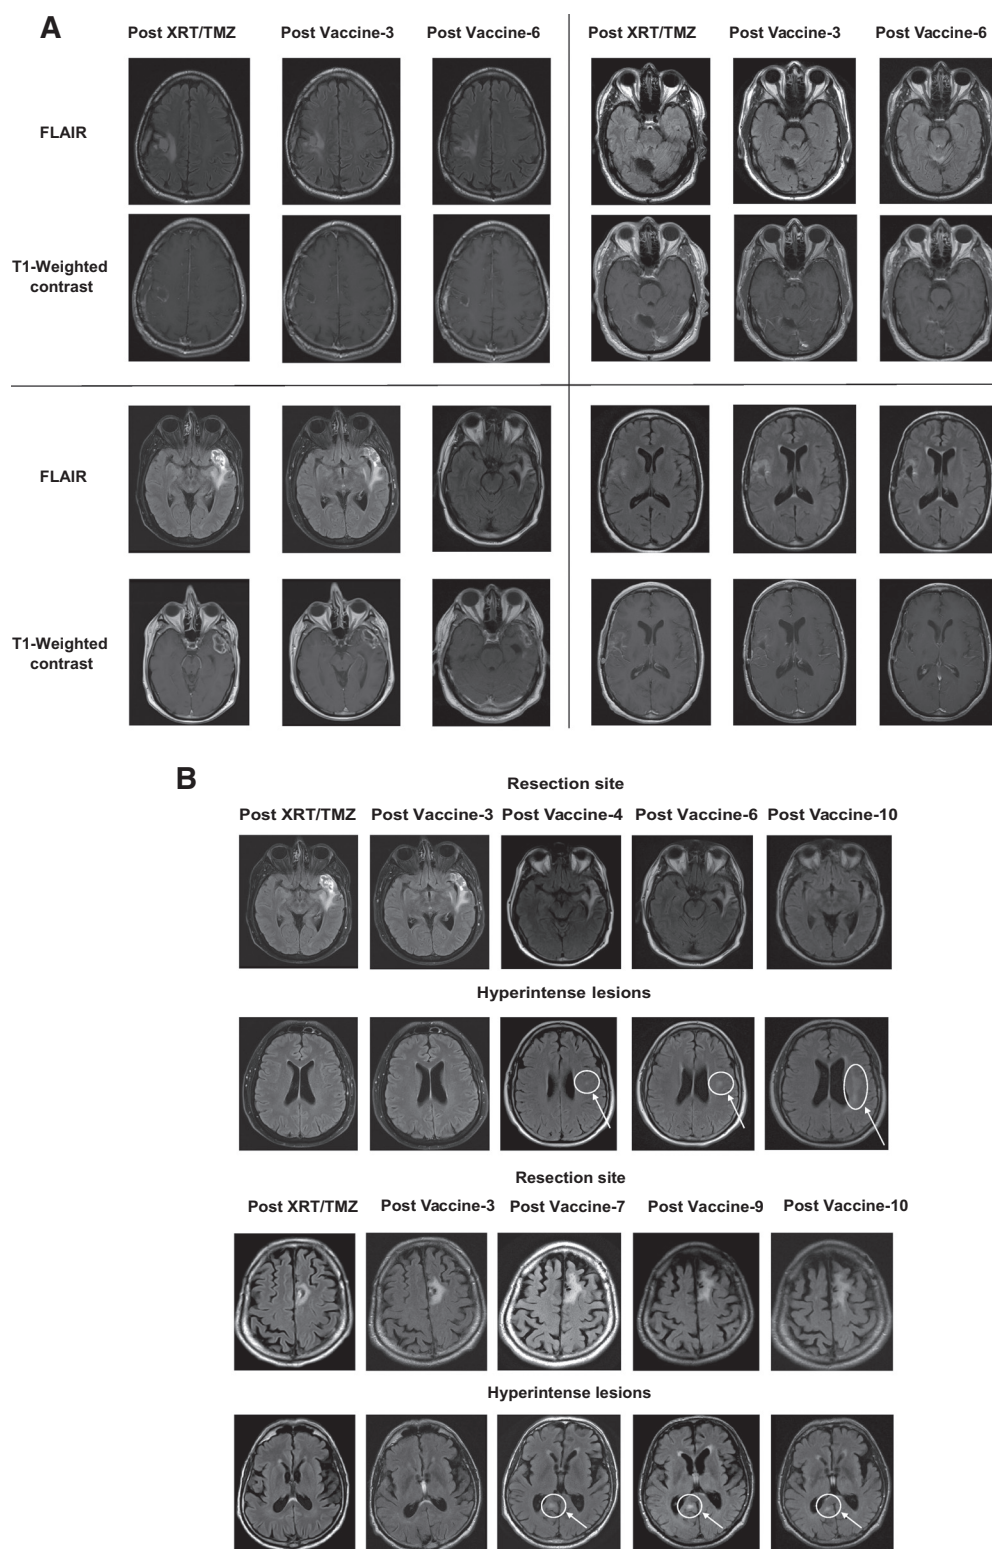 A
Post XRT/TMZ Post Vaccine-3 Post Vaccine-6 Post XRT/TMZ Post Vaccine-3 Post Vaccine-6
FLAIR
T1-Weighted
contrast
FLAIR
T1-Weighted
contrast
B
Resection site
Post XRT/TMZ Post Vaccine-3 Post Vaccine-4 Post Vaccine-6 Post Vaccine-10
Hyperintense lesions
Resection site
Post XRT/TMZ Post Vaccine-3 Post Vaccine-7 Post Vaccine-9 Post Vaccine-10
Hyperintense lesions